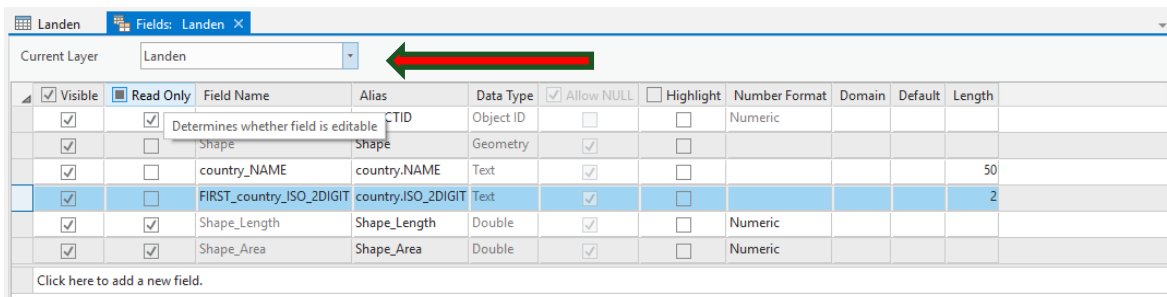 Landen Fields: Landen
Current Layer Landen
Visible Read Only Field Name Alias Data Type Allow NULL Highlight Number Format Domain Default Length
CTID Object ID Numeric
Determines whether field is editable
Shape Shape Geometry
country_NAME country.NAME Text 50
FIRST_country_ISO_2DIGIT country.ISO_2DIGIT Text 2
Shape_Length Shape_Length Double Numeric
Shape_Area Shape_Area Double Numeric
Click here to add a new field.